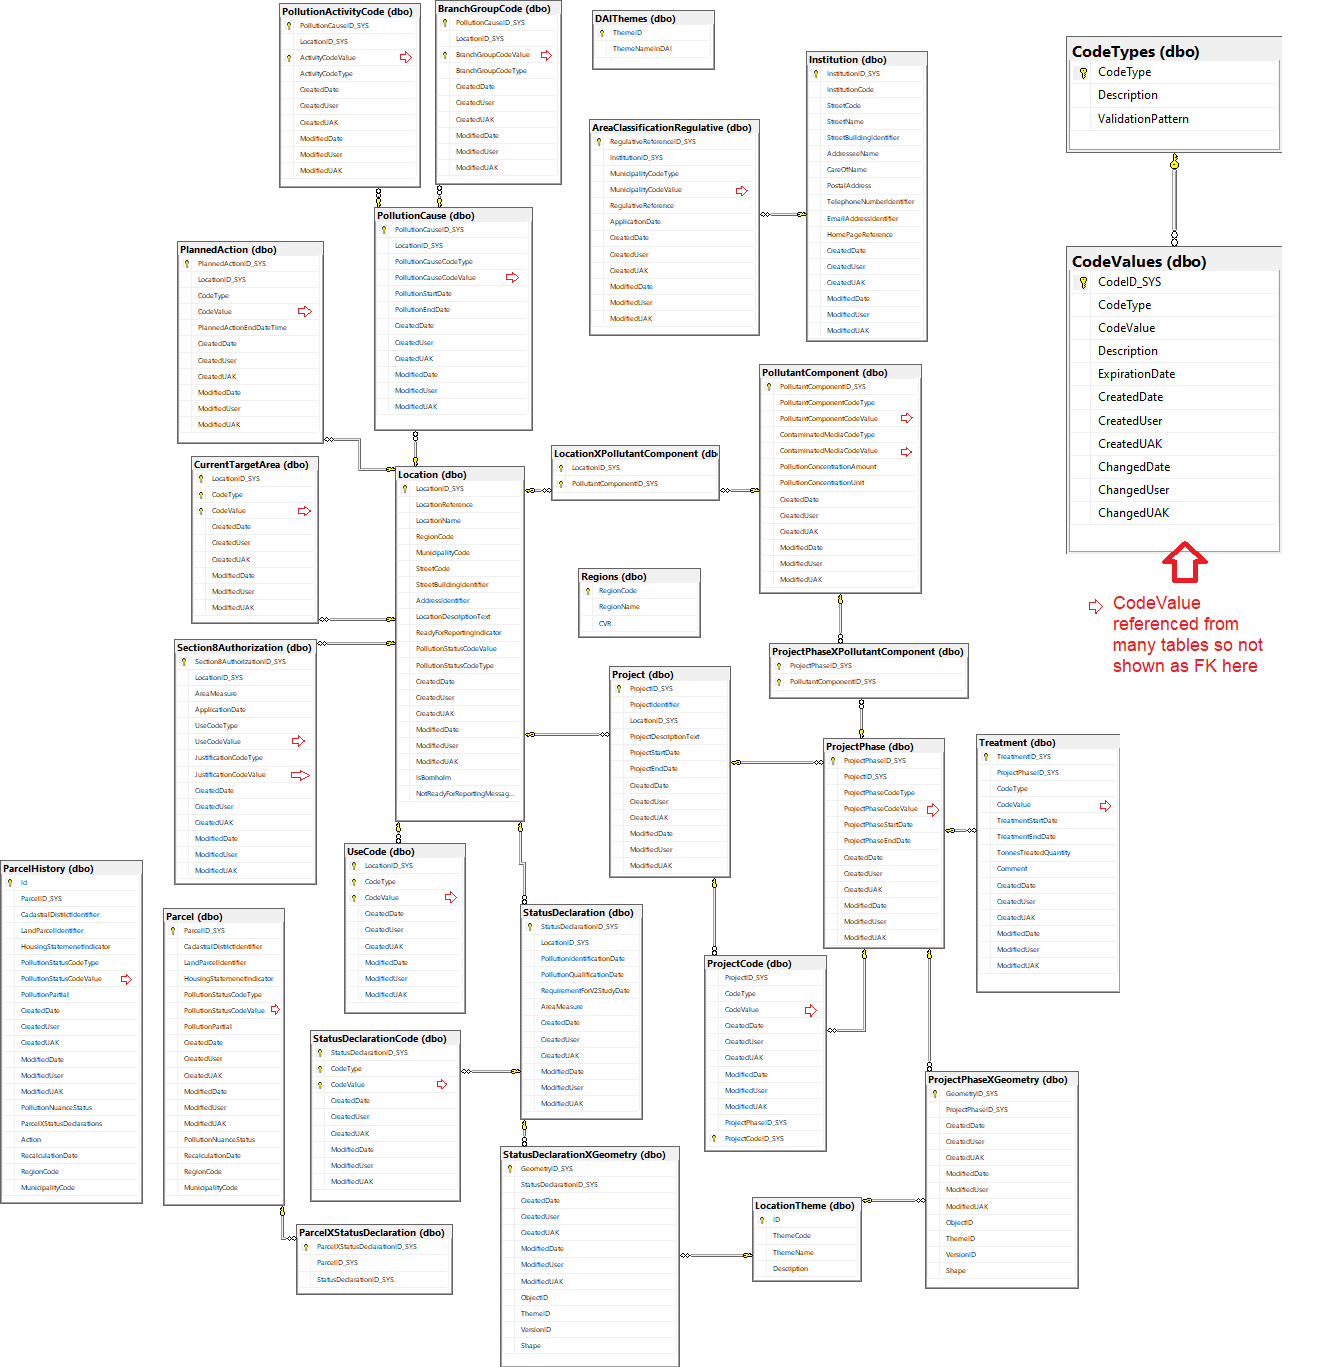 PollutionActivityCode (dbo)
PollutionCauseID_SYS
LocationID_SYS
ActivityCodeValue
ActivityCodeType
CreatedDate
CreatedUser
CreatedUAK
ModifiedDate
ModifiedUser
ModifiedUAK
BranchGroupCode (dbo)
PollutionCauseID_SYS
LocationID_SYS
BranchGroupCodeValue
BranchGroupCodeType
CreatedDate
CreatedUser
CreatedUAK
ModifiedDate
ModifiedUser
ModifiedUAK
DAIThemes (dbo)
ThemeID
ThemeNameInDAI
Institution (dbo)
InstitutionID_SYS
InstitutionCode
StreetCode
StreetName
StreetBuildingIdentifier
AddresseeName
CareOfName
PostalAddress
TelephoneNumberIdentifier
EmailAddressIdentifier
HomePageReference
CreatedDate
CreatedUser
CreatedUAK
ModifiedDate
ModifiedUser
ModifiedUAK
CodeTypes (dbo)
CodeType
Description
ValidationPattern
AreaClassificationRegulative (dbo)
RegulativeReferenceID_SYS
InstitutionID_SYS
MunicipalityCodeType
MunicipalityCodeValue
RegulativeReference
ApplicationDate
CreatedDate
CreatedUser
CreatedUAK
ModifiedDate
ModifiedUser
ModifiedUAK
PollutionCause (dbo)
PollutionCauseID_SYS
LocationID_SYS
PollutionCauseCodeType
PollutionCauseCodeValue
PollutionStartDate
PollutionEndDate
CreatedDate
CreatedUser
CreatedUAK
ModifiedDate
ModifiedUser
ModifiedUAK
PlannedAction (dbo)
PlannedActionID_SYS
LocationID_SYS
CodeType
CodeValue
PlannedActionEndDateTime
CreatedDate
CreatedUser
CreatedUAK
ModifiedDate
ModifiedUser
ModifiedUAK
CodeValues (dbo)
CodeID_SYS
CodeType
CodeValue
Description
ExpirationDate
CreatedDate
CreatedUser
CreatedUAK
ChangedDate
ChangedUser
ChangedUAK
CodeValue
referenced from
many tables so not
shown as FK here
PollutantComponent (dbo)
PollutantComponentID_SYS
PollutantComponentCodeType
PollutantComponentCodeValue
ContaminatedMediaCodeType
ContaminatedMediaCodeValue
PollutionConcentrationAmount
PollutionConcentrationUnit
CreatedDate
CreatedUser
CreatedUAK
ModifiedDate
ModifiedUser
ModifiedUAK
LocationXPollutantComponent (dbo
LocationID_SYS
PollutantComponentID_SYS
CurrentTargetArea (dbo)
LocationID_SYS
CodeType
CodeValue
CreatedDate
CreatedUser
CreatedUAK
ModifiedDate
ModifiedUser
ModifiedUAK
Location (dbo)
LocationID_SYS
LocationReference
LocationName
RegionCode
MunicipalityCode
StreetCode
StreetBuildingIdentifier
AddressIdentifier
LocationDescriptionText
ReadyForReportingIndicator
PollutionStatusCodeValue
PollutionStatusCodeType
CreatedDate
CreatedUser
CreatedUAK
ModifiedDate
ModifiedUser
ModifiedUAK
IsBornholm
NotReadyForReportingMessag...
Regions (dbo)
RegionCode
RegionName
CVR
Section8Authorization (dbo)
Section8AuthorizationID_SYS
LocationID_SYS
AreaMeasure
ApplicationDate
UseCodeType
UseCodeValue
JustificationCodeType
JustificationCodeValue
CreatedDate
CreatedUser
CreatedUAK
ModifiedDate
ModifiedUser
ModifiedUAK
ProjectPhaseXPollutantComponent (dbo)
ProjectPhaseID_SYS
PollutantComponentID_SYS
Project (dbo)
ProjectID_SYS
ProjectIdentifier
LocationID_SYS
ProjectDescriptionText
ProjectStartDate
ProjectEndDate
CreatedDate
CreatedUser
CreatedUAK
ModifiedDate
ModifiedUser
ModifiedUAK
ProjectPhase (dbo)
ProjectPhaseID_SYS
ProjectID_SYS
ProjectPhaseCodeType
ProjectPhaseCodeValue
ProjectPhaseStartDate
ProjectPhaseEndDate
CreatedDate
CreatedUser
CreatedUAK
ModifiedDate
ModifiedUser
ModifiedUAK
Treatment (dbo)
TreatmentID_SYS
ProjectPhaseID_SYS
CodeType
CodeValue
TreatmentStartDate
TreatmentEndDate
TonnesTreatedQuantity
Comment
CreatedDate
CreatedUser
CreatedUAK
ModifiedDate
ModifiedUser
ModifiedUAK
UseCode (dbo)
LocationID_SYS
CodeType
CodeValue
CreatedDate
CreatedUser
CreatedUAK
ModifiedDate
ModifiedUser
ModifiedUAK
ParcelHistory (dbo)
Id
ParcelID_SYS
CadastralDistrictIdentifier
LandParcelIdentifier
HousingStatemenetIndicator
PollutionStatusCodeType
PollutionStatusCodeValue
PollutionPartial
CreatedDate
CreatedUser
CreatedUAK
ModifiedDate
ModifiedUser
ModifiedUAK
PollutionNuanceStatus
ParcelXStatusDeclarations
Action
RecalculationDate
RegionCode
MunicipalityCode
Parcel (dbo)
ParcelID_SYS
CadastralDistrictIdentifier
LandParcelIdentifier
HousingStatemenetIndicator
PollutionStatusCodeType
PollutionStatusCodeValue
PollutionPartial
CreatedDate
CreatedUser
CreatedUAK
ModifiedDate
ModifiedUser
ModifiedUAK
PollutionNuanceStatus
RecalculationDate
RegionCode
MunicipalityCode
StatusDeclaration (dbo)
StatusDeclarationID_SYS
LocationID_SYS
PollutionIdentificationDate
PollutionQualificationDate
RequirementForV2StudyDate
AreaMeasure
CreatedDate
CreatedUser
CreatedUAK
ModifiedDate
ModifiedUser
ModifiedUAK
ProjectCode (dbo)
ProjectID_SYS
CodeType
CodeValue
CreatedDate
CreatedUser
CreatedUAK
ModifiedDate
ModifiedUser
ModifiedUAK
ProjectPhaseID_SYS
ProjectCodeID_SYS
StatusDeclarationCode (dbo)
StatusDeclarationID_SYS
CodeType
CodeValue
CreatedDate
CreatedUser
CreatedUAK
ModifiedDate
ModifiedUser
ModifiedUAK
ProjectPhaseXGeometry (dbo)
GeometryID_SYS
ProjectPhaseID_SYS
CreatedDate
CreatedUser
CreatedUAK
ModifiedDate
ModifiedUser
ModifiedUAK
ObjectID
ThemeID
VersionID
Shape
StatusDeclarationXGeometry (dbo)
GeometryID_SYS
StatusDeclarationID_SYS
CreatedDate
CreatedUser
CreatedUAK
ModifiedDate
ModifiedUser
ModifiedUAK
ObjectID
ThemeID
VersionID
Shape
LocationTheme (dbo)
ID
ThemeCode
ThemeName
Description
ParcelXStatusDeclaration (dbo)
ParcelXStatusDeclarationID_SYS
ParcelID_SYS
StatusDeclarationID_SYS